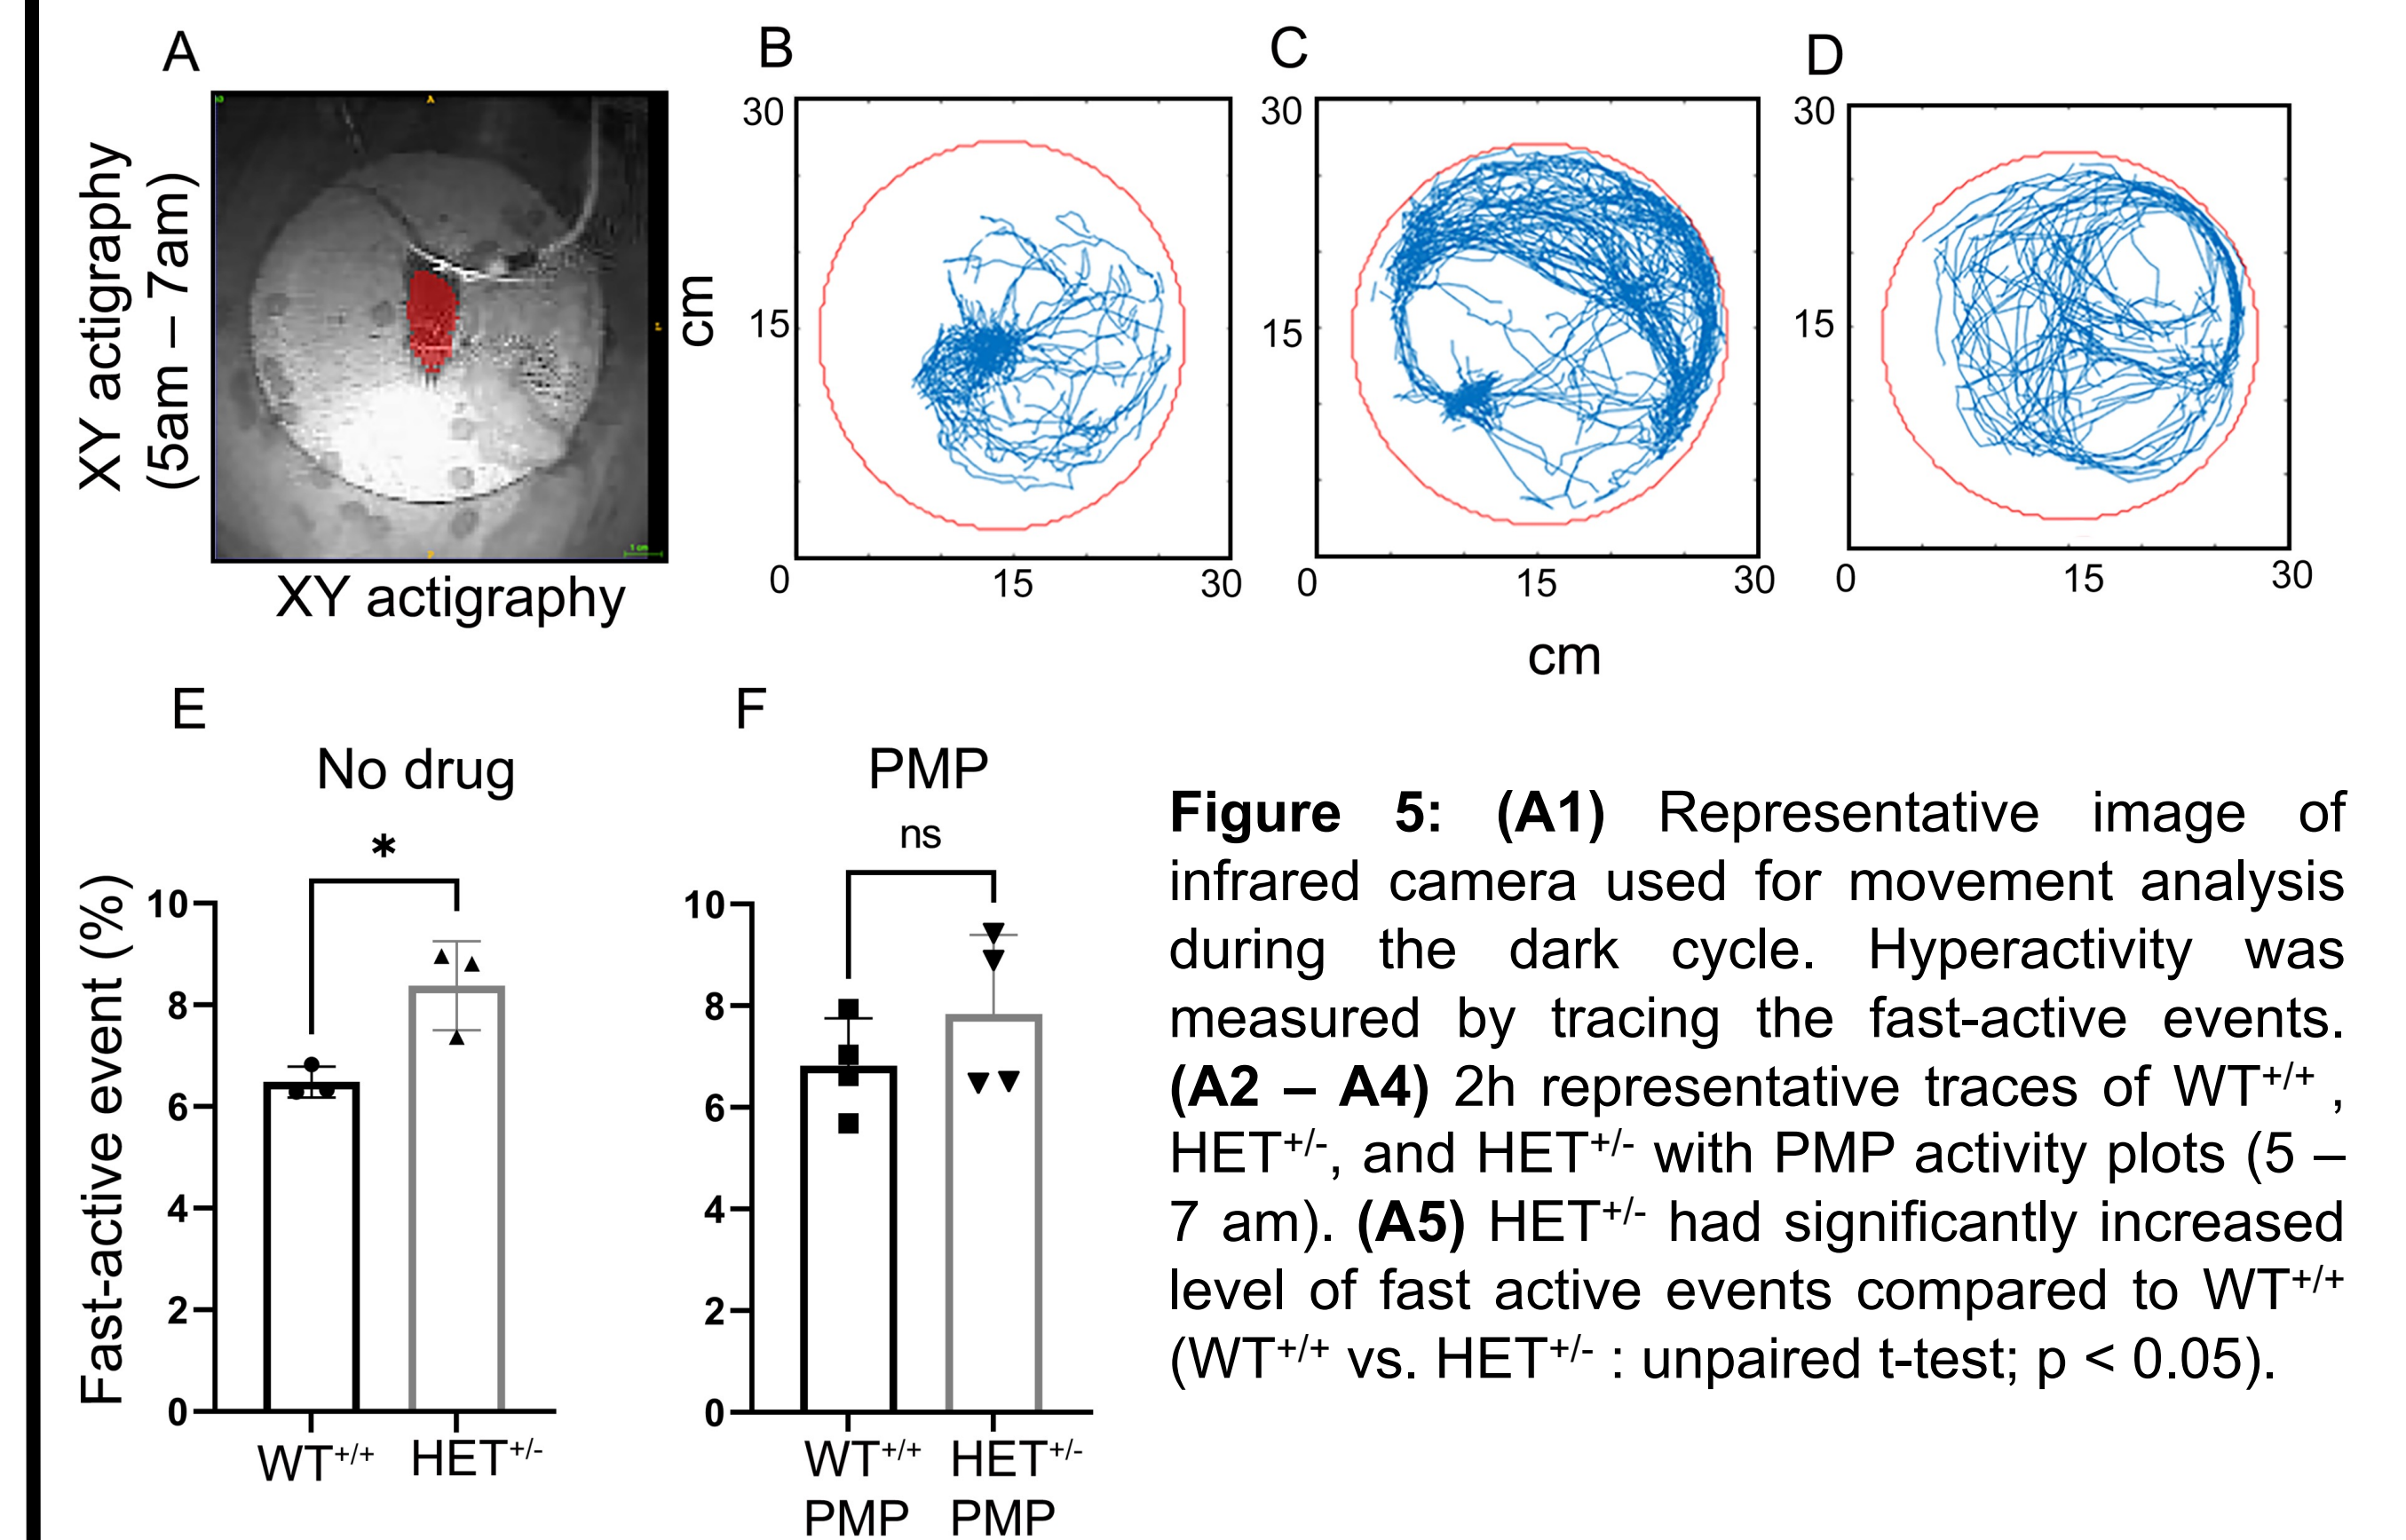 A
B
C
D
XY actigraphy
(5am – 7am)
XY actigraphy
1 cm
cm
30
15
0
15
30
30
15
0
15
30
30
15
0
15
30
cm
E
No drug
*
Fast-active event (%)
10
8
6
4
2
0
WT+/+
HET+/-
F
PMP
ns
10
8
6
4
2
0
WT+/+
PMP
HET+/-
PMP
Figure 5: (A1) Representative image of
infrared camera used for movement analysis
during the dark cycle. Hyperactivity was
measured by tracing the fast-active events.
(A2 – A4) 2h representative traces of WT+/+ ,
HET+/-, and HET+/- with PMP activity plots (5 –
7 am). (A5) HET+/- had significantly increased
level of fast active events compared to WT+/+
(WT+/+ vs. HET+/- : unpaired t-test; p < 0.05).